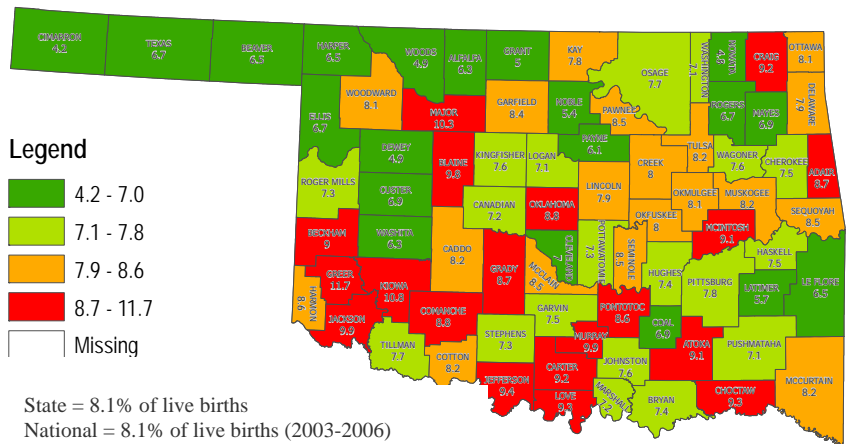 CIMARRON
4.2
TEXAS
6.7
BEAVER
6.3
HARPER
6.5
WOODS
4.9
ALFALFA
6.3
GRANT
5
KAY
7.8
OSAGE
7.7
WASHINGTON
7.1
NOWATA
4.5
CRAIG
9.2
OTTAWA
8.1
ELLIS
6.7
WOODWARD
8.1
MAJOR
10.3
GARFIELD
8.4
NOBLE
5.4
PAWNEE
8.5
ROGERS
6.7
MAYES
6.9
DELAWARE
7.9
Legend
4.2 - 7.0
7.1 - 7.8
7.9 - 8.6
8.7 - 11.7
Missing
ROGER MILLS
7.3
DEWEY
4.9
BLAINE
9.8
KINGFISHER
7.6
LOGAN
7.1
PAYNE
6.1
CREEK
8
TULSA
8.2
WAGONER
7.6
CHEROKEE
7.5
ADAIR
8.7
CUSTER
6.9
CANADIAN
7.2
OKLAHOMA
8.8
LINCOLN
7.9
OKMULGEE
8.1
MUSKOGEE
8.2
SEQUOYAH
8.5
BECKHAM
9
WASHITA
6.3
CADDO
8.2
GRADY
8.7
CLEVELAND
7
POTTAWATOMIE
7.3
SEMINOLE
8.5
OKFUSKEE
8
MCINTOSH
9.1
HASKELL
7.5
HARMON
8.6
GREER
11.7
KIOWA
10.8
MCCLAIN
8.5
HUGHES
7.4
PITTSBURG
7.8
LATIMER
5.7
LE FLORE
6.5
JACKSON
9.9
COMANCHE
8.8
GARVIN
7.5
PONTOTOC
8.6
COAL
6.9
TILLMAN
7.7
COTTON
8.2
STEPHENS
7.3
MURRAY
9.9
JOHNSTON
7.6
ATOKA
9.1
PUSHMATAHA
7.1
JEFFERSON
9.4
CARTER
9.2
LOVE
9.3
MARSHALL
7.2
BRYAN
7.4
CHOCTAW
9.3
MCCURTAIN
8.2
State = 8.1% of live births
National = 8.1% of live births (2003-2006)